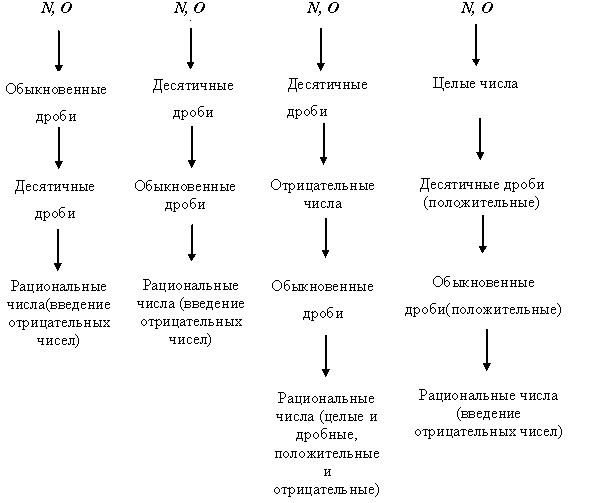 N, O
Обыкновенные
дроби
Десятичные
дроби
Рациональные
числа(введение
отрицательных
чисел)
N, O
Десятичные
дроби
Обыкновенные
дроби
Рациональные
числа (введение
отрицательных
чисел)
N, O
Десятичные
дроби
Отрицательные
числа
Обыкновенные
дроби
Рациональные
числа (целые и
дробные,
положительные
и
отрицательные)
N, O
Целые числа
Десятичные дроби
(положительные)
Обыкновенные
дроби(положительные)
Рациональные числа
(введение
отрицательных чисел)